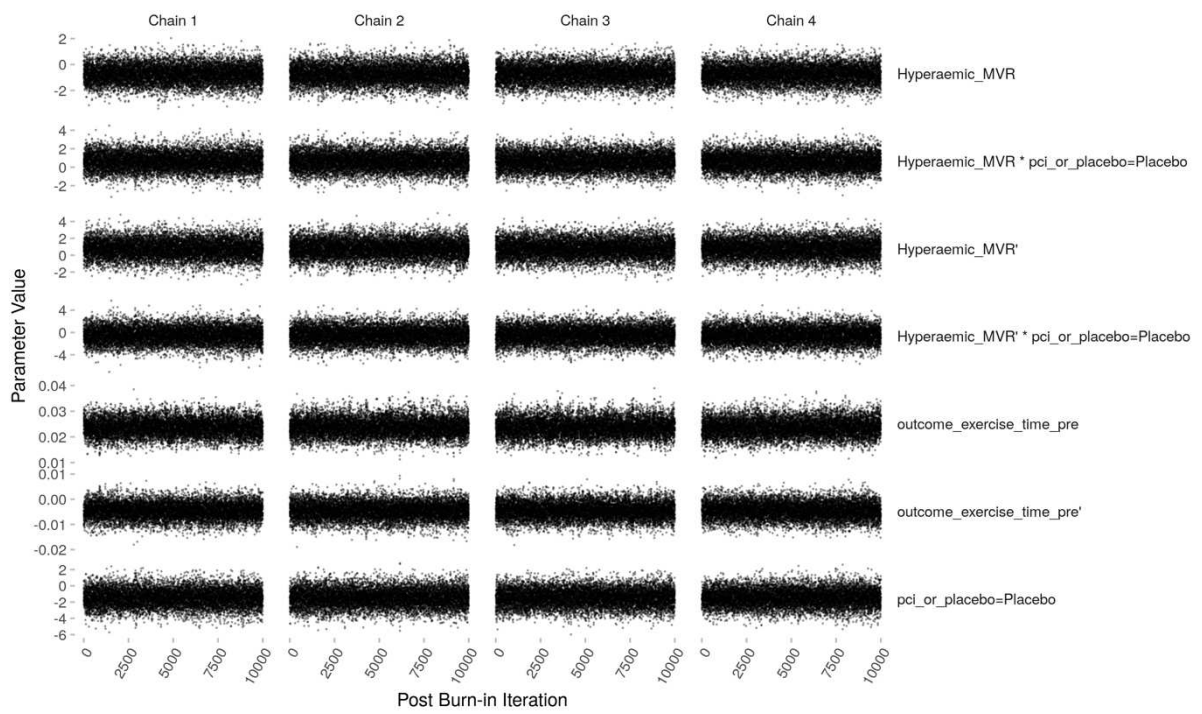 Chain 1 Chain 2 Chain 3 Chain 4
2
0
-2
Hyperaemic_MVR
4
2
0
-2
Hyperaemic_MVR * pci_or_placebo=Placebo
4
2
0
-2
Hyperaemic_MVR'
4
0
-4
Hyperaemic_MVR' * pci_or_placebo=Placebo
0.04
0.03
0.02
0.01
outcome_exercise_time_pre
0.01
0.00
-0.01
-0.02
outcome_exercise_time_pre'
2
0
-2
-4
-6
pci_or_placebo=Placebo
Parameter Value
0 2500 5000 7500 10000 0 2500 5000 7500 10000 0 2500 5000 7500 10000 0 2500 5000 7500 10000
Post Burn-in Iteration